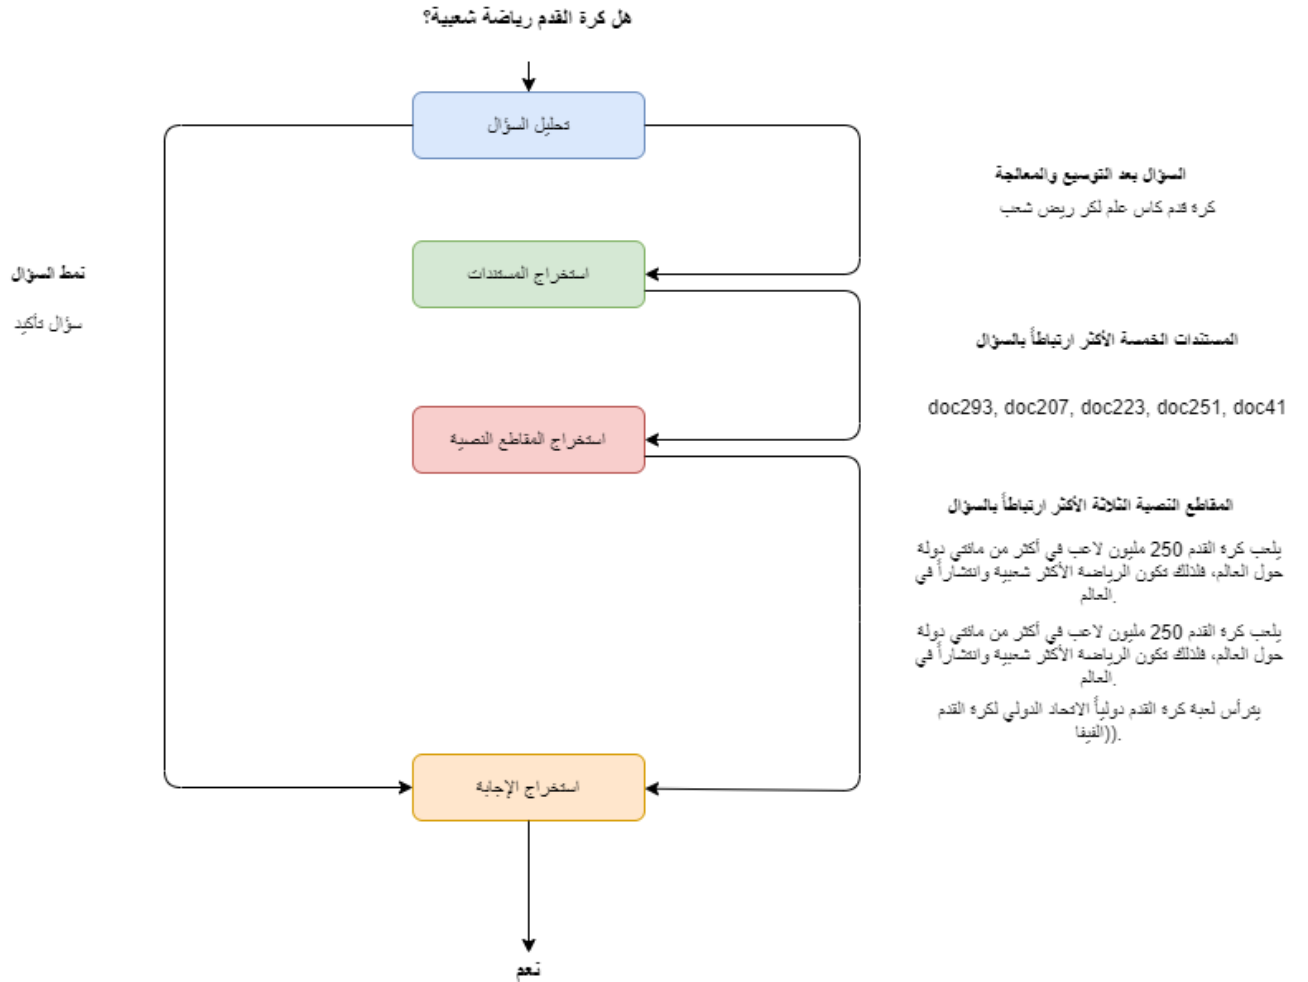 هل كرة القدم رياضة شعبية؟
تحليل السؤال
السؤال بعد التوسيع والمعالجة
كره قدم كاس علم لكر ريض شعب
نمط السؤال
سؤال تأكيد
استخراج المستندات
المستندات الخمسة الأكثر ارتباطاً بالسؤال
doc293, doc207, doc223, doc251, doc41
استخراج المقاطع النصية
المقاطع النصية الثلاثة الأكثر ارتباطاً بالسؤال
يلعب كرة القدم 250 مليون لاعب في أكثر من مائتي دولة
حول العالم، فلذلك تكون الرياضة الأكثر شعبية وانتشاراً في
العالم.
يلعب كرة القدم 250 مليون لاعب في أكثر من مائتي دولة
حول العالم، فلذلك تكون الرياضة الأكثر شعبية وانتشاراً في
العالم.
يترأس لعبة كرة القدم دولياً الاتحاد الدولي لكرة القدم
الفيفا)).
استخراج الإجابة
نعم